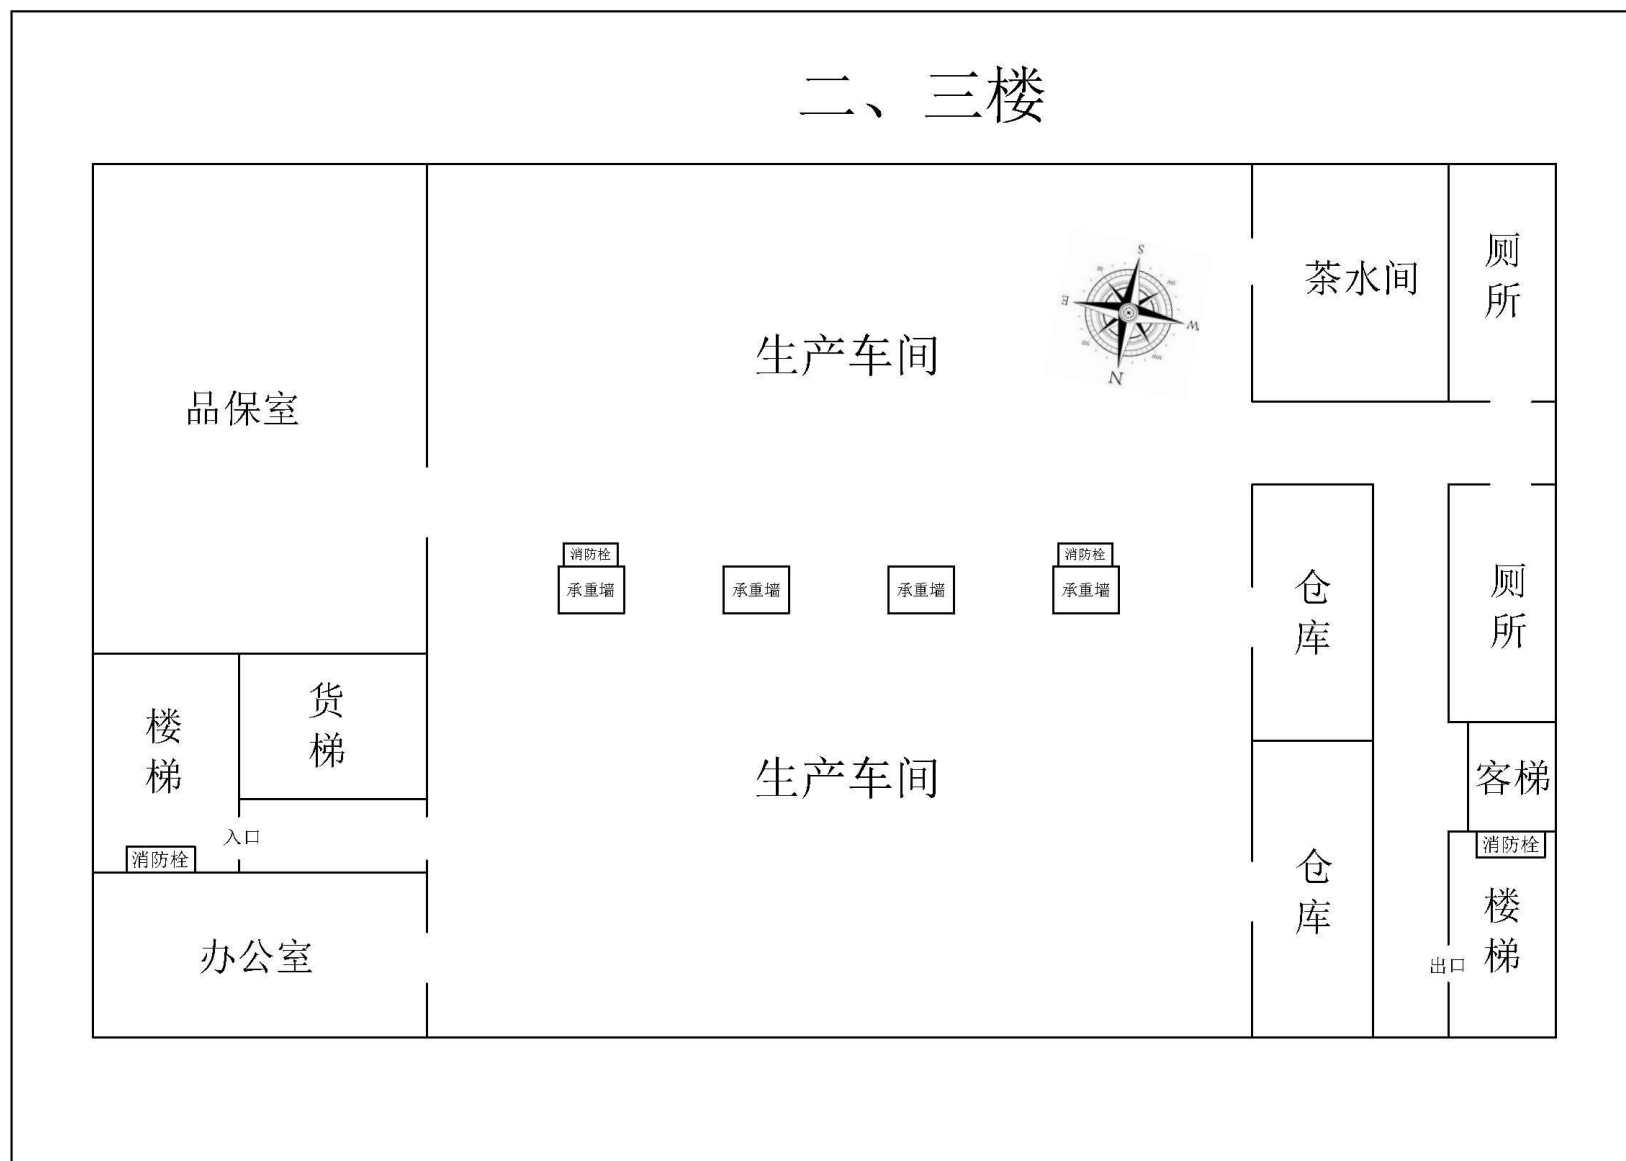 二、三楼
S
E
W
N
生产车间
茶水间
厕所
品保室
消防栓
承重墙
承重墙
承重墙
消防栓
承重墙
仓库
厕所
楼梯
货梯
入口
消防栓
生产车间
客梯
消防栓
仓库
楼梯
出口
办公室